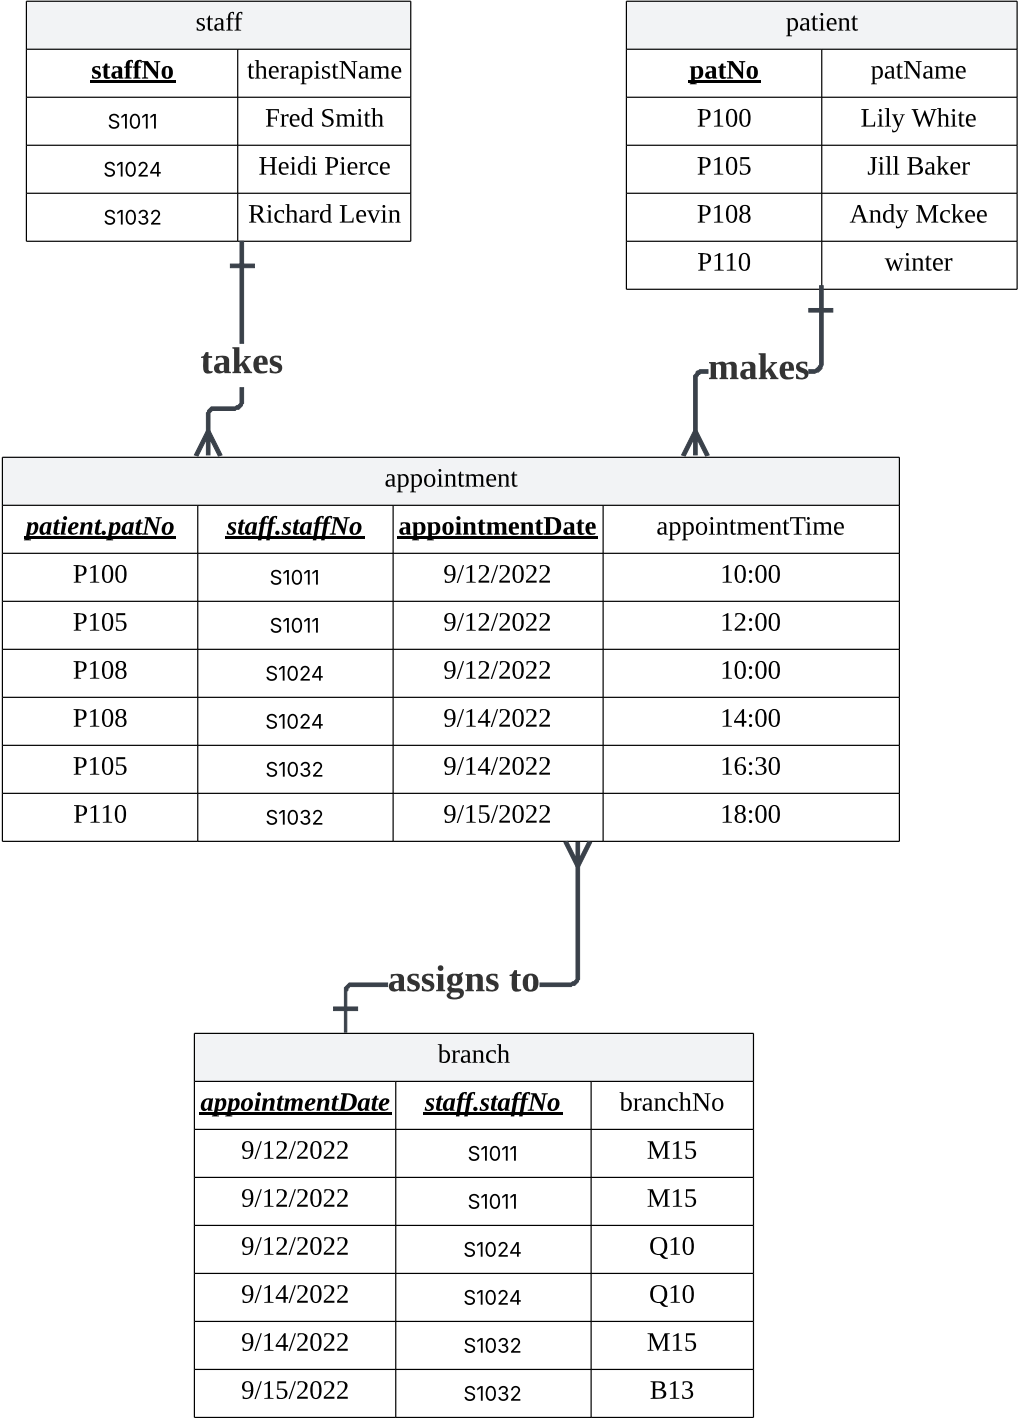 staff
staffNo therapistName
S1011 Fred Smith
S1024 Heidi Pierce
S1032 Richard Levin
patient
patNo patName
P100 Lily White
P105 Jill Baker
P108 Andy Mckee
P110 winter
takes
makes
appointment
patient.patNo staff.staffNo appointmentDate appointmentTime
P100 S1011 9/12/2022 10:00
P105 S1011 9/12/2022 12:00
P108 S1024 9/12/2022 10:00
P108 S1024 9/14/2022 14:00
P105 S1032 9/14/2022 16:30
P110 S1032 9/15/2022 18:00
assigns to
branch
appointmentDate staff.staffNo branchNo
9/12/2022 S1011 M15
9/12/2022 S1011 M15
9/12/2022 S1024 Q10
9/14/2022 S1024 Q10
9/14/2022 S1032 M15
9/15/2022 S1032 B13